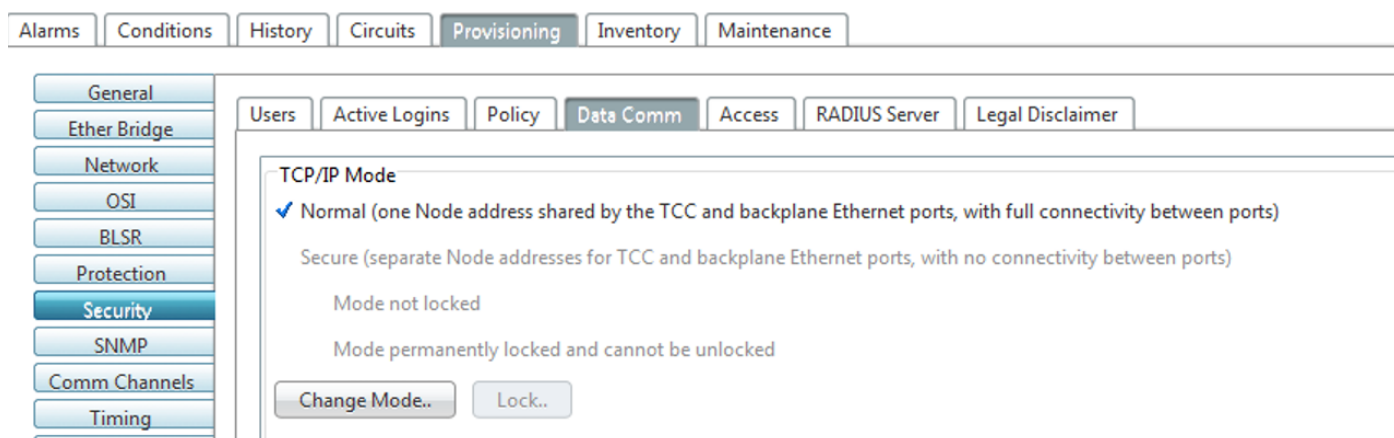 Alarms Conditions History Circuits Provisioning Inventory Maintenance
General
Ether Bridge
Network
OSI
BLSR
Protection
Security
SNMP
Comm Channels
Timing
Users Active Logins Policy Data Comm Access RADIUS Server Legal Disclaimer
TCP/IP Mode
Normal (one Node address shared by the TCC and backplane Ethernet ports, with full connectivity between ports)
Secure (separate Node addresses for TCC and backplane Ethernet ports, with no connectivity between ports)
Mode not locked
Mode permanently locked and cannot be unlocked
Change Mode.. Lock..